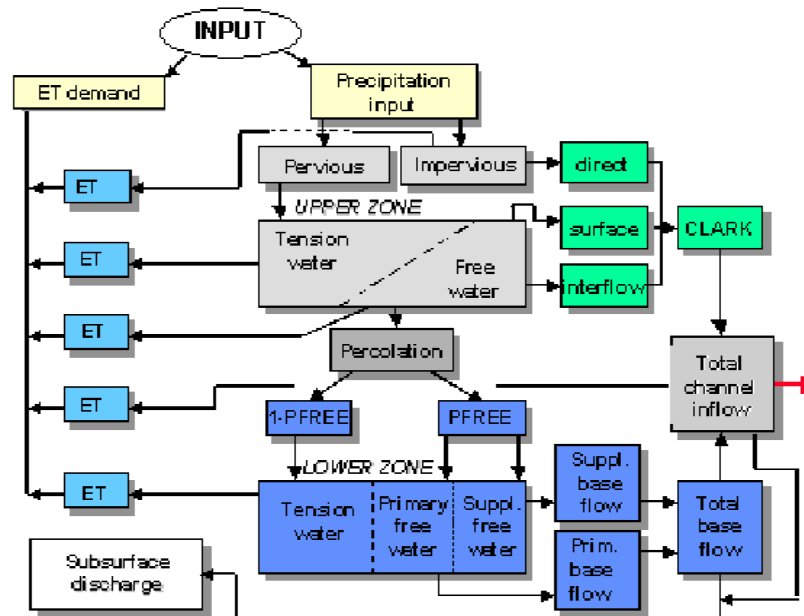 INPUT
ET demand
Precipitation
input
Pervious
Impervious
direct
ET
UPPER ZONE
Tension
water
Free
water
surface
CLARK
ET
interflow
ET
Percolation
Total
channel
inflow
ET
1-PFREE
PFREE
LOWER ZONE
ET
Tension
water
Primary
free
water
Suppl.
free
water
Suppl.
base
flow
Total
base
flow
Prim.
base
flow
Subsurface
discharge